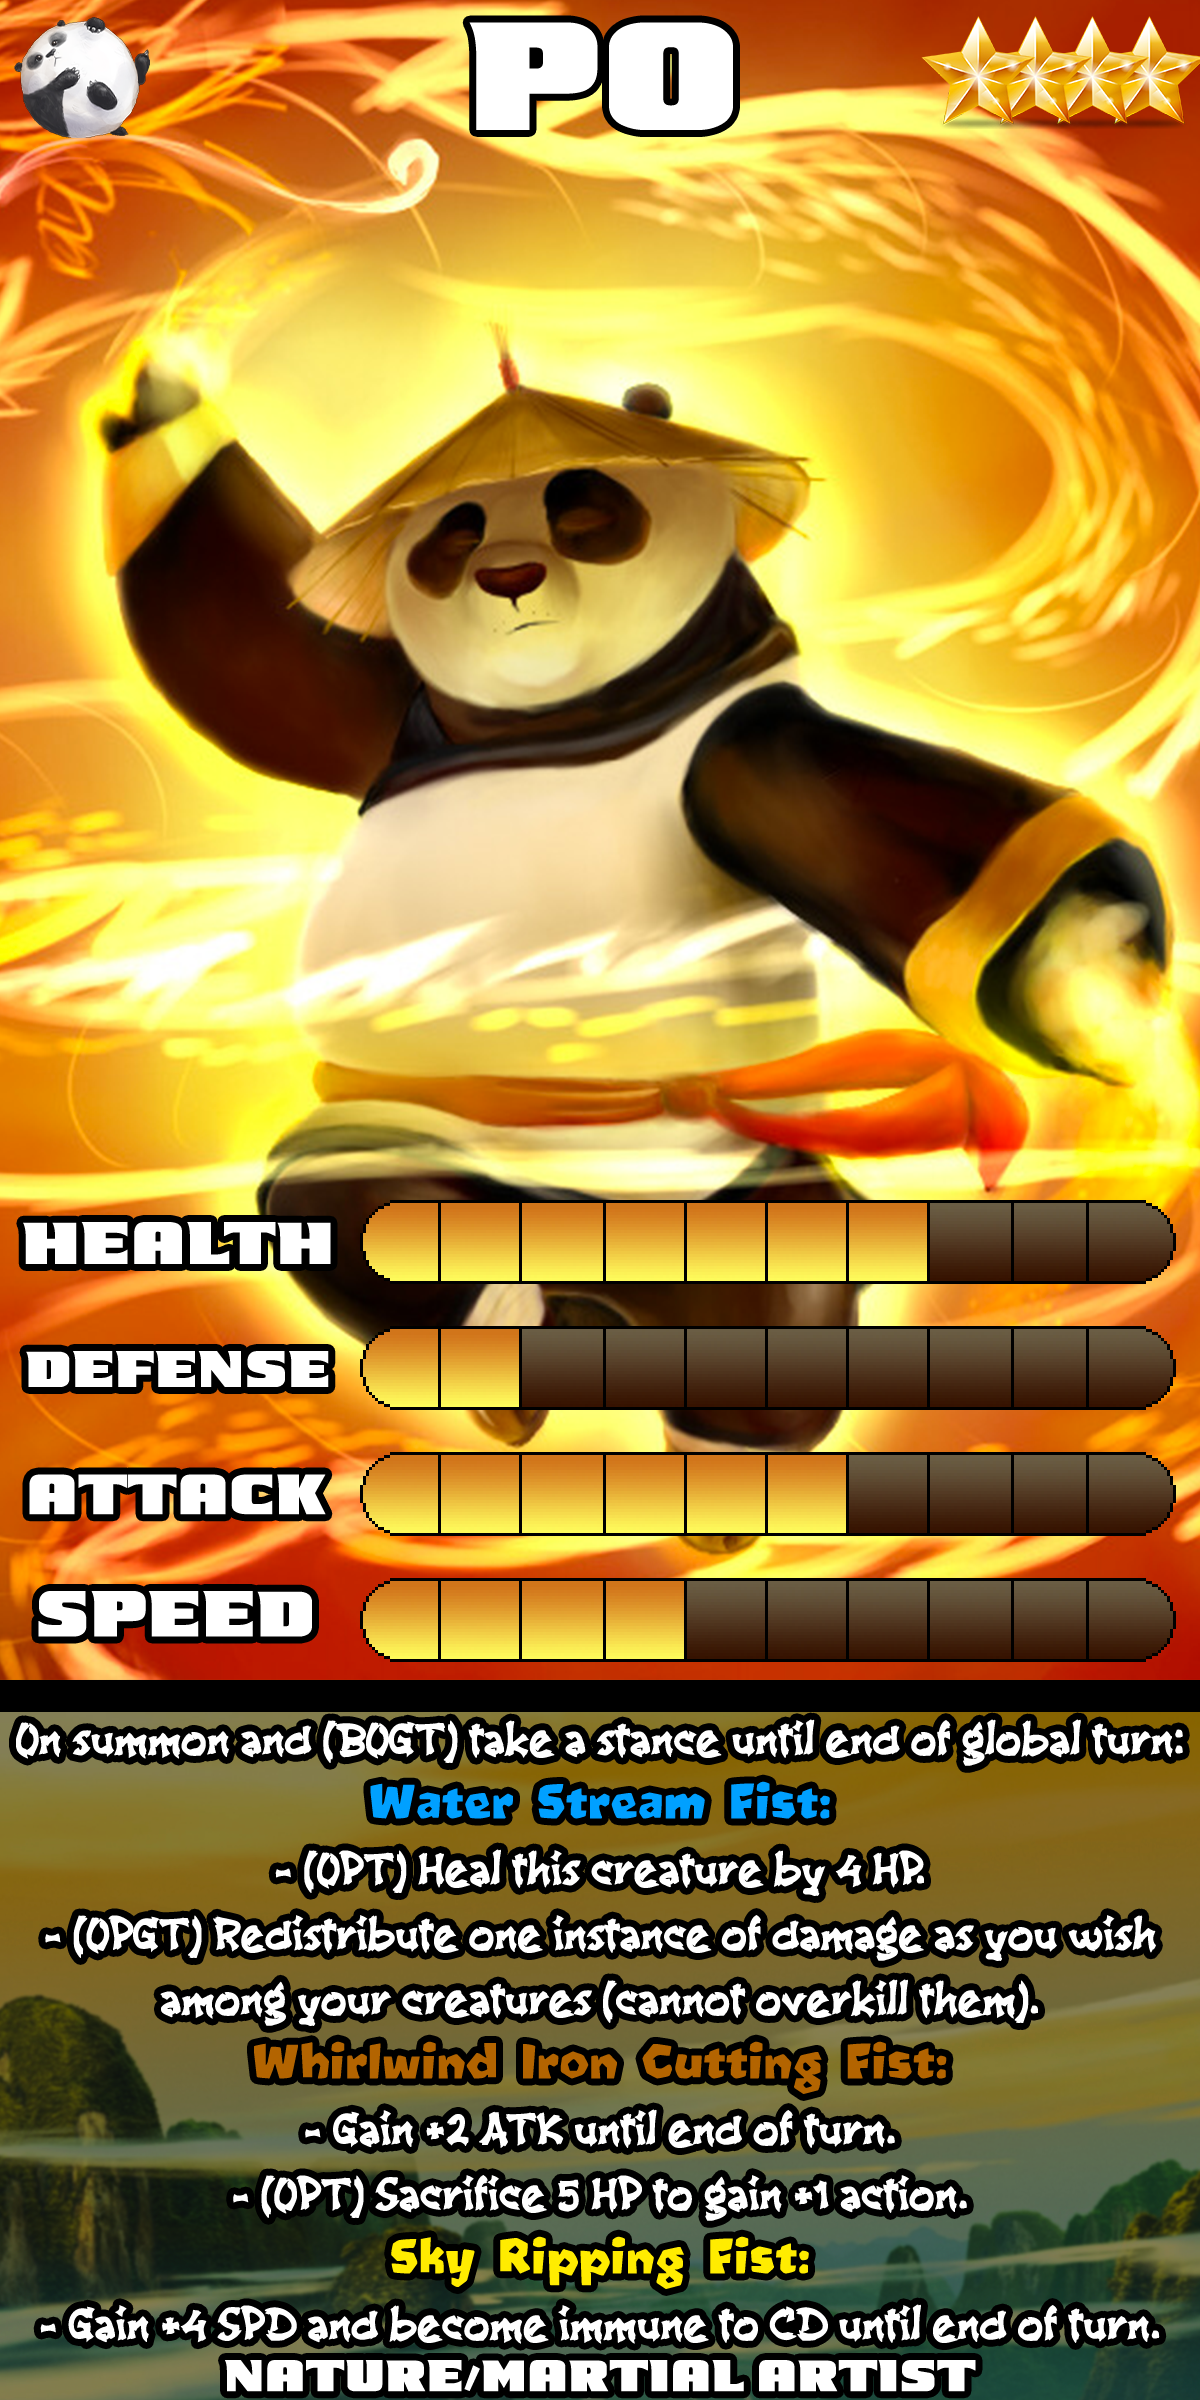 PO
HEALTH
DEFENSE
ATTACK
SPEED
On summon and (BOGT) take a stance until end of global turn:
Water Stream Fist:
- (OPT) Heal this creature by 4 HP.
- (OPGT) Redistribute one instance of damage as you wish
among your creatures (cannot overkill them).
Whirlwind Iron Cutting Fist:
- Gain +2 ATK until end of turn.
- (OPT) Sacrifice 5 HP to gain +1 action.
Sky Ripping Fist:
- Gain +4 SPD and become immune to CD until end of turn.
NATURE/MARTIAL ARTIST